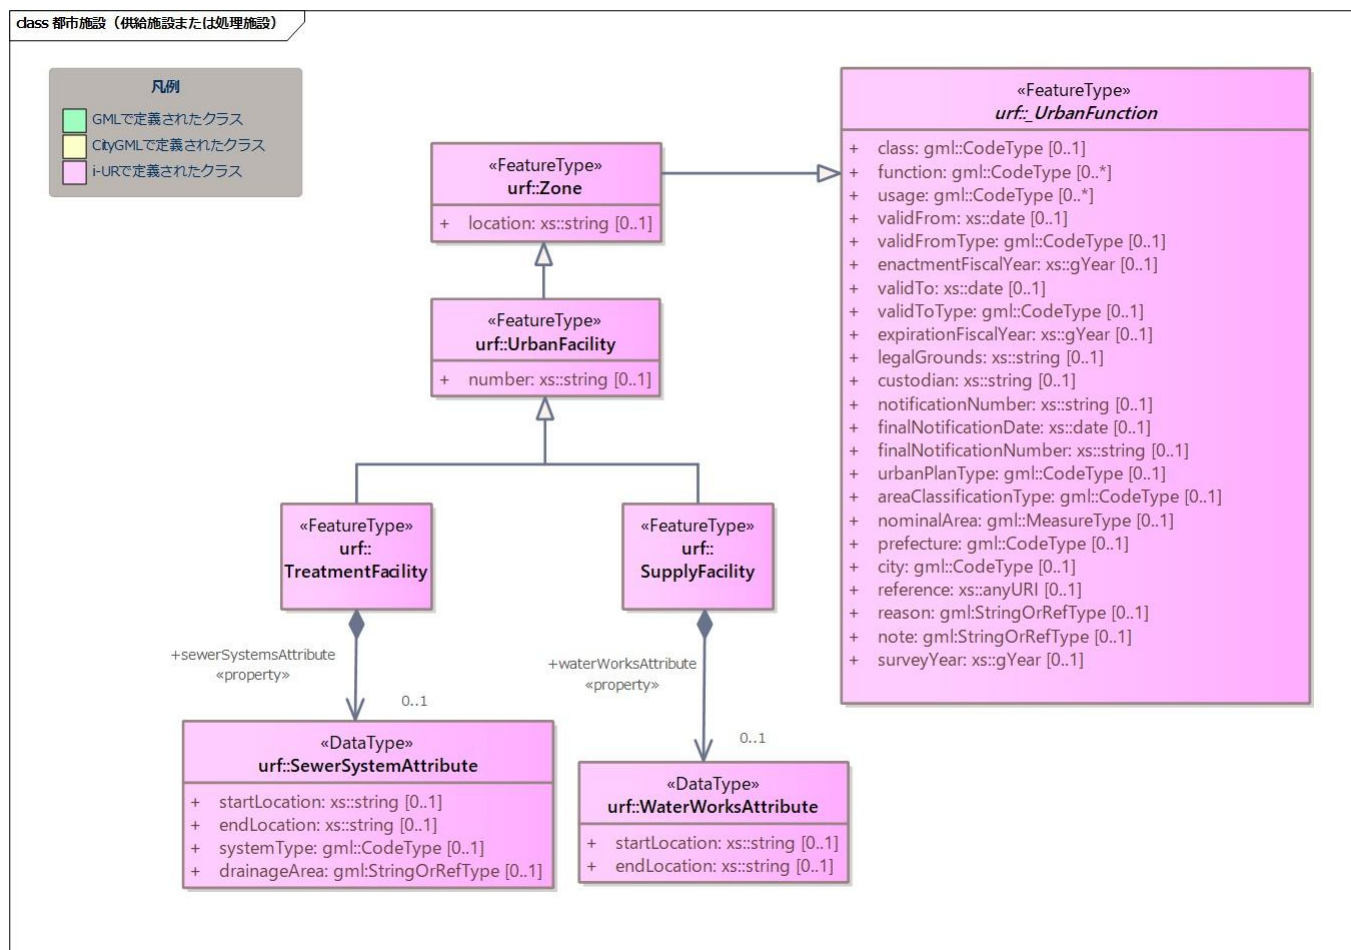 class 都市施設（供給施設または処理施設）
凡例
GMLで定義されたクラス
CityGMLで定義されたクラス
i-URで定義されたクラス
«FeatureType»
urf::_UrbanFunction
+ class: gml::CodeType [0..1]
+ function: gml::CodeType [0..*]
+ usage: gml::CodeType [0..*]
+ validFrom: xs::date [0..1]
+ validFromType: gml::CodeType [0..1]
+ enactmentFiscalYear: xs::gYear [0..1]
+ validTo: xs::date [0..1]
+ validToType: gml::CodeType [0..1]
+ expirationFiscalYear: xs::gYear [0..1]
+ legalGrounds: xs::string [0..1]
+ custodian: xs::string [0..1]
+ notificationNumber: xs::string [0..1]
+ finalNotificationDate: xs::date [0..1]
+ finalNotificationNumber: xs::string [0..1]
+ urbanPlanType: gml::CodeType [0..1]
+ areaClassificationType: gml::CodeType [0..1]
+ nominalArea: gml::MeasureType [0..1]
+ prefecture: gml::CodeType [0..1]
+ city: gml::CodeType [0..1]
+ reference: xs::anyURI [0..1]
+ reason: gml:StringOrRefType [0..1]
+ note: gml:StringOrRefType [0..1]
+ surveyYear: xs::gYear [0..1]
«FeatureType»
urf::Zone
+ location: xs::string [0..1]
«FeatureType»
urf::UrbanFacility
+ number: xs::string [0..1]
«FeatureType»
urf::
TreatmentFacility
«FeatureType»
urf::
SupplyFacility
+sewerSystemsAttribute
«property»
0..1
+waterWorksAttribute
«property»
0..1
«DataType»
urf::SewerSystemAttribute
+ startLocation: xs::string [0..1]
+ endLocation: xs::string [0..1]
+ systemType: gml::CodeType [0..1]
+ drainageArea: gml:StringOrRefType [0..1]
«DataType»
urf::WaterWorksAttribute
+ startLocation: xs::string [0..1]
+ endLocation: xs::string [0..1]